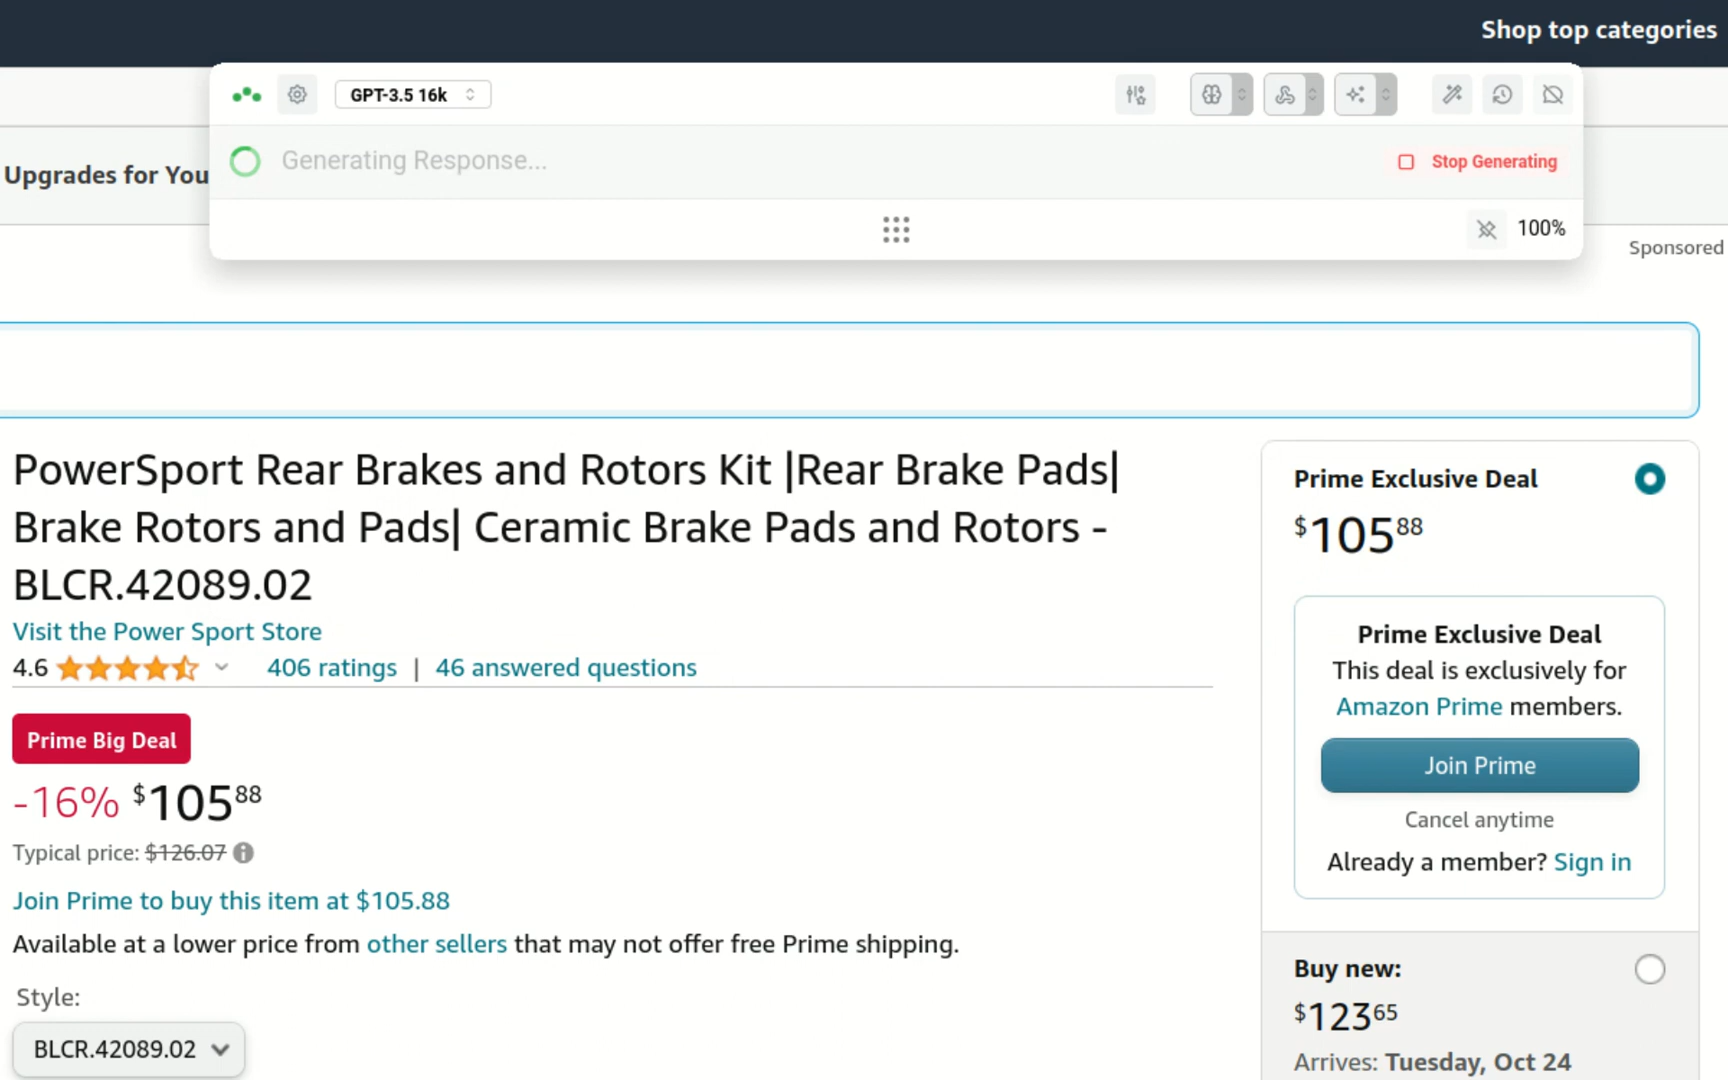 Shop top categories
GPT-3.5 16k
Generating Response...
Stop Generating
Upgrades for You
100%
Sponsored
PowerSport Rear Brakes and Rotors Kit |Rear Brake Pads|
Brake Rotors and Pads| Ceramic Brake Pads and Rotors -
BLCR.42089.02
Visit the Power Sport Store
4.6 406 ratings | 46 answered questions
Prime Big Deal
-16% $105 88
Typical price: $126.07
Join Prime to buy this item at $105.88
Available at a lower price from other sellers that may not offer free Prime shipping.
Style:
BLCR.42089.02
Prime Exclusive Deal
$105 88
Prime Exclusive Deal
This deal is exclusively for
Amazon Prime members.
Join Prime
Cancel anytime
Already a member? Sign in
Buy new:
$123 65
Arrives: Tuesday, Oct 24